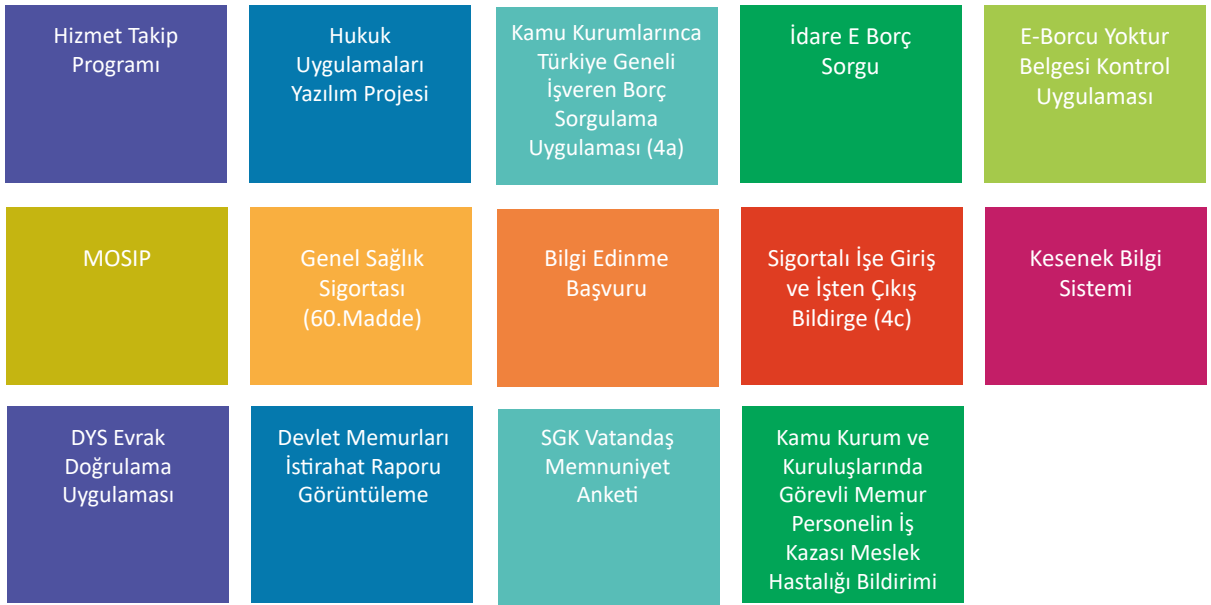 Hizmet Takip
Programı
Hukuk
Uygulamaları
Yazılım Projesi
Kamu Kurumlarınca
Türkiye Geneli
İşveren Borç
Sorgulama
Uygulaması (4a)
İdare E Borç
Sorgu
E-Borcu Yoktur
Belgesi Kontrol
Uygulaması
MOSIP
Genel Sağlık
Sigortası
(60.Madde)
Bilgi Edinme
Başvuru
Sigortalı İşe Giriş
ve İşten Çıkış
Bildirge (4c)
Kesenek Bilgi
Sistemi
DYS Evrak
Doğrulama
Uygulaması
Devlet Memurları
İstirahat Raporu
Görüntüleme
SGK Vatandaş
Memnuniyet
Anketi
Kamu Kurum ve
Kuruluşlarında
Görevli Memur
Personelin İş
Kazası Meslek
Hastalığı Bildirimi